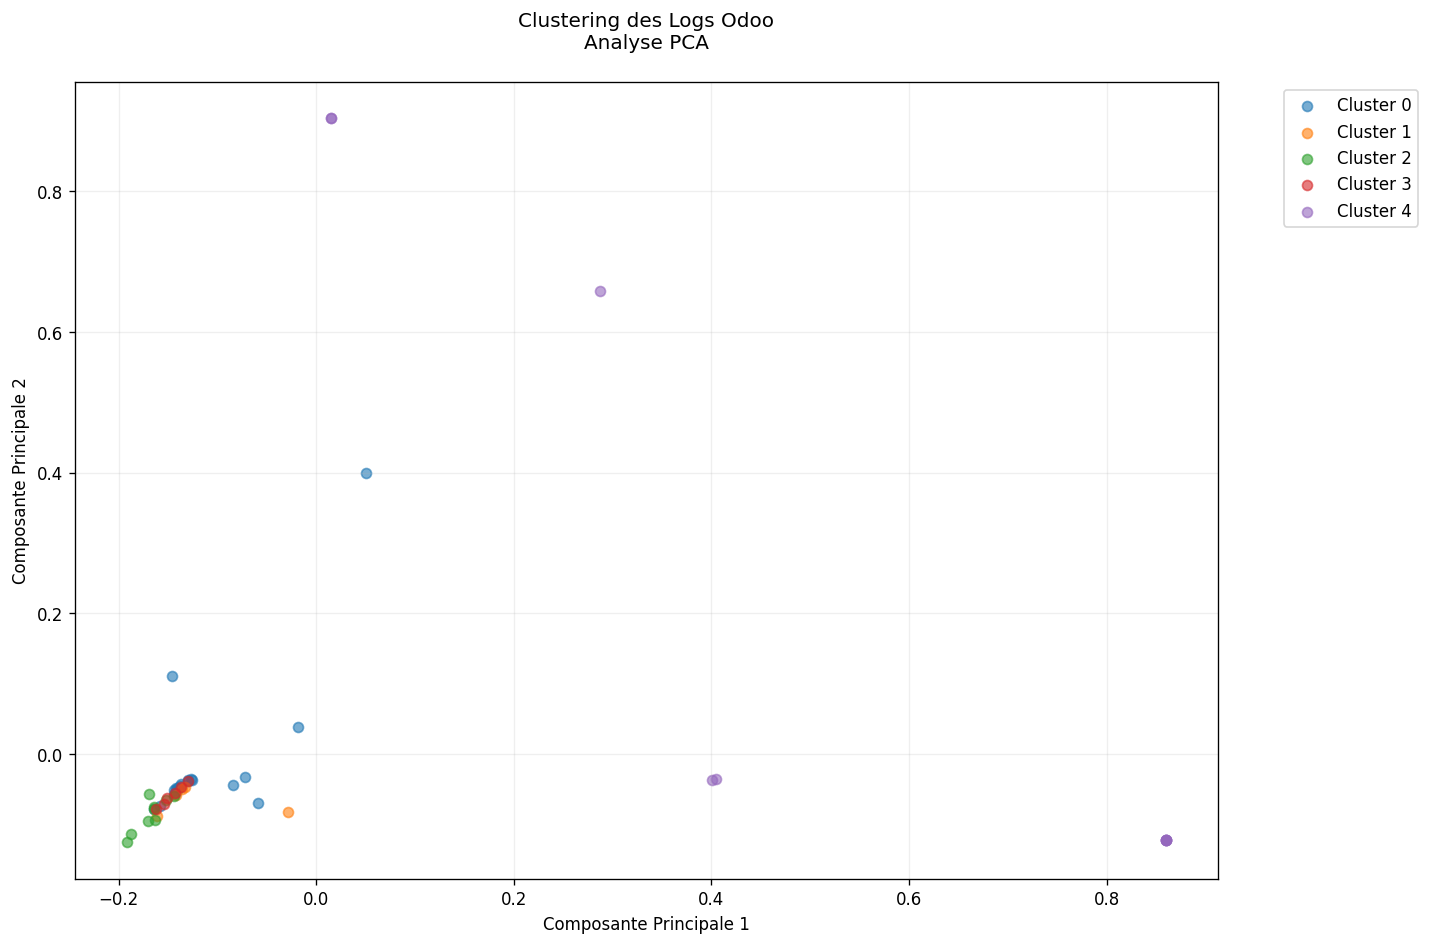 Clustering des Logs Odoo
Analyse PCA
Cluster 0
Cluster 1
Cluster 2
Cluster 3
Cluster 4
0.8
0.6
0.4
0.2
0.0
Composante Principale 2
−0.2
0.0
0.2
0.4
0.6
0.8
Composante Principale 1